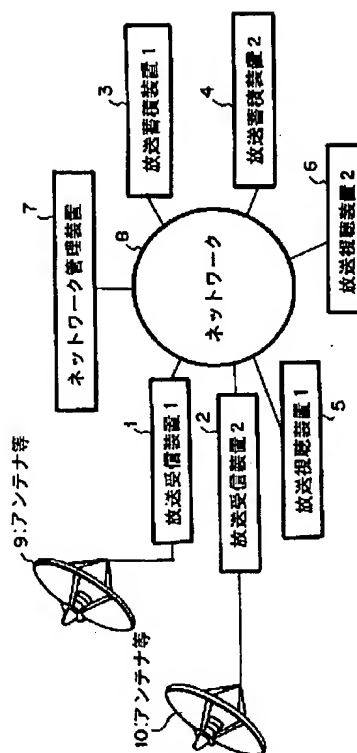 9:アンテナ等
10:アンテナ等
1
放送受信装置1
2
放送受信装置2
7
ネットワーク管理装置
8
ネットワーク
3
放送蓄積装置1
4
放送蓄積装置2
5
放送視聴装置1
6
放送視聴装置2